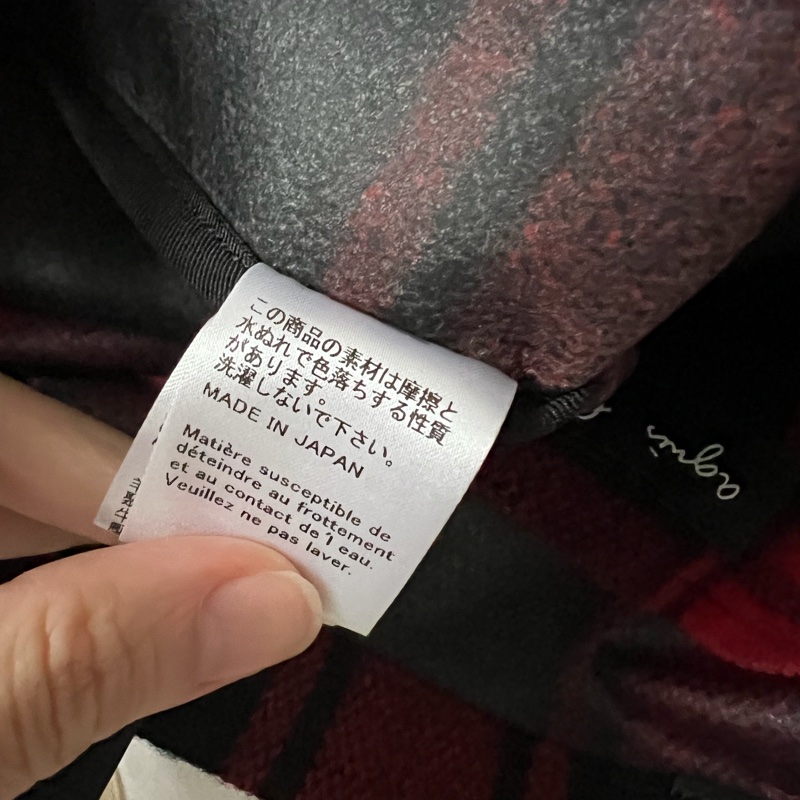 この商品の素材は摩擦と
水ぬれで色落ちする性質
があります。
洗濯しないで下さい。
MADE IN JAPAN
Matière susceptible de
déteindre au frottement
et au contact de l eau.
Veuillez ne pas laver.
agnès